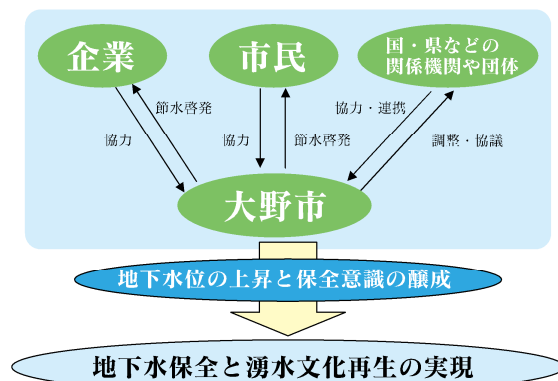 企業
市民
国・県などの
関係機関や団体
節水啓発
協力
協力
節水啓発
協力・連携
調整・協議
大野市
地下水位の上昇と保全意識の醸成
地下水保全と湧水文化再生の実現